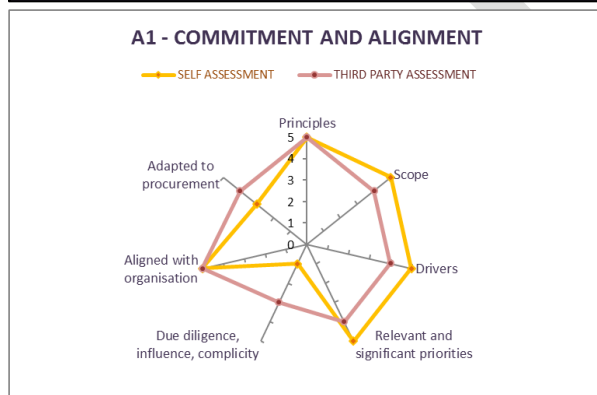 A1 - COMMITMENT AND ALIGNMENT
SELF ASSESSMENT
THIRD PARTY ASSESSMENT
Principles
5
4
3
2
1
0
Scope
Drivers
Relevant and
significant priorities
Due diligence,
influence, complicity
Aligned with
organisation
Adapted to
procurement